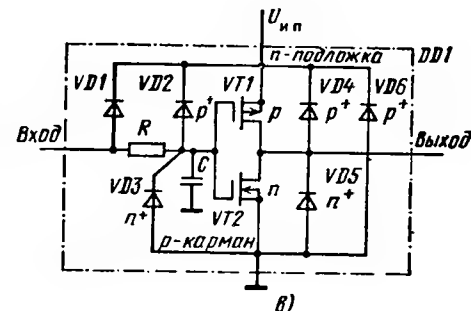 U и п
n-подложка
DD1
VD1
VD2
VT1
VD4
VD6
p⁺
p
p⁺
p⁺
Вход
R
C
Выход
VD3
n
VD5
n⁺
VT2
n⁺
p-карман
в)